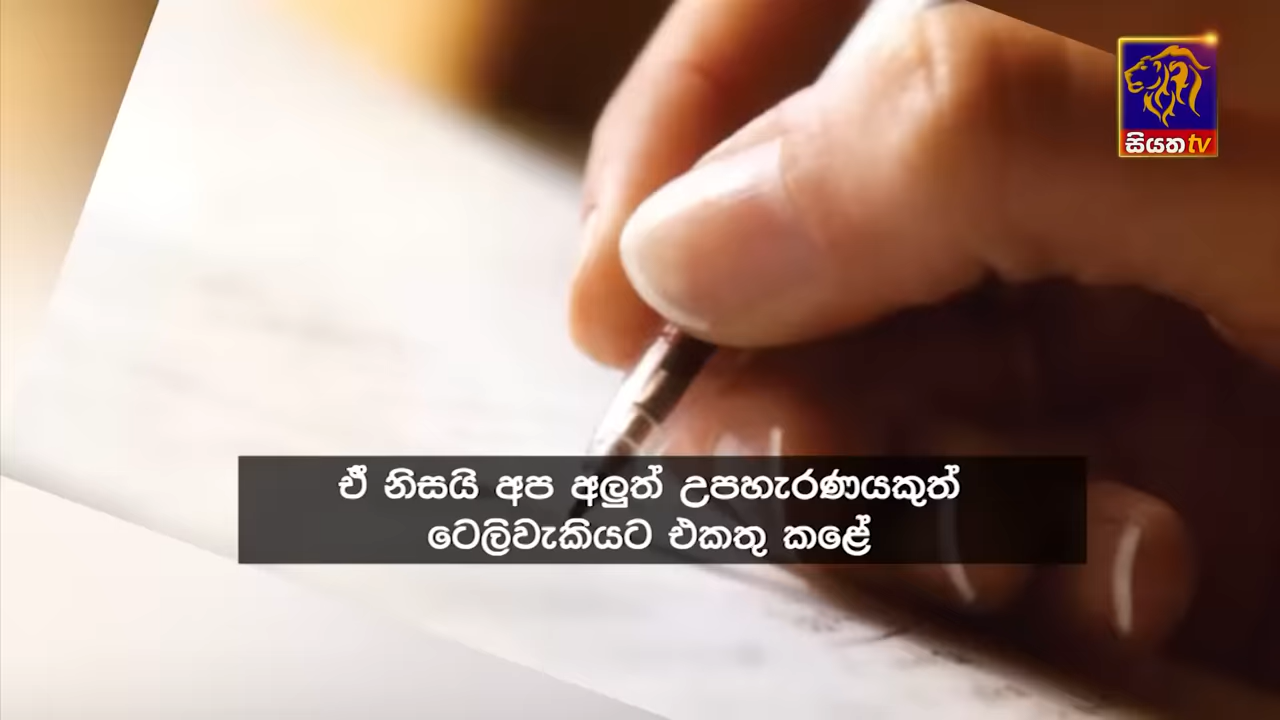 සියත tv
ඒ නිසයි අප අලුත් උපහැරණයකුත්
ටෙලිවැකියට එකතු කළේ